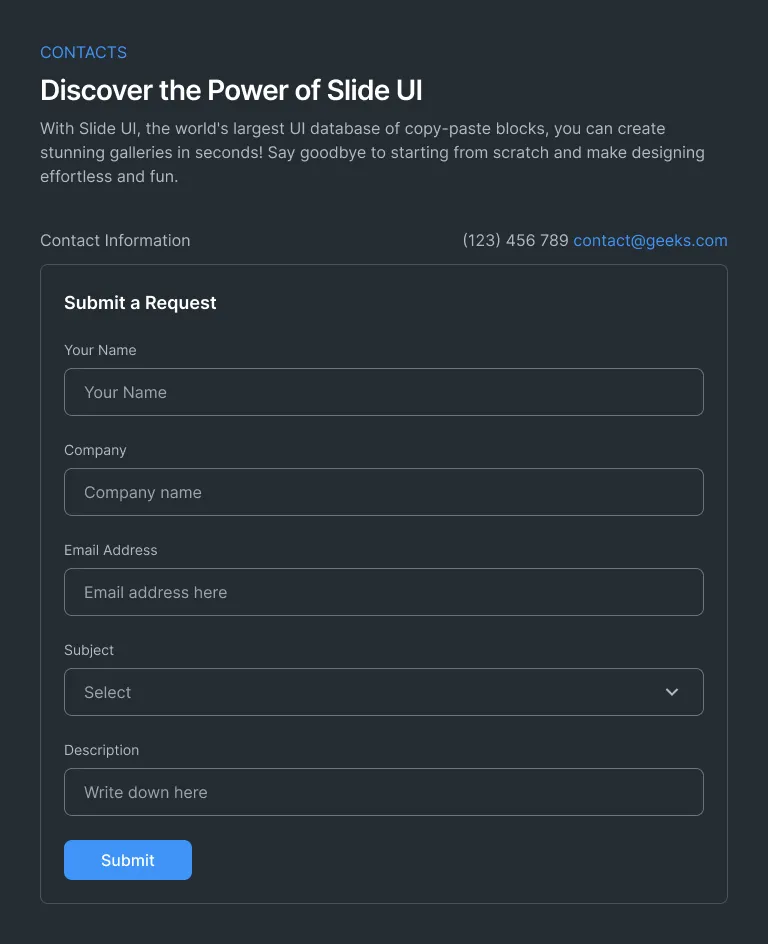 CONTACTS
Discover the Power of Slide UI
With Slide UI, the world's largest UI database of copy-paste blocks, you can create
stunning galleries in seconds! Say goodbye to starting from scratch and make designing
effortless and fun.
Contact Information
(123) 456 789 contact@geeks.com
Submit a Request
Your Name
Your Name
Company
Company name
Email Address
Email address here
Subject
Select
Description
Write down here
Submit